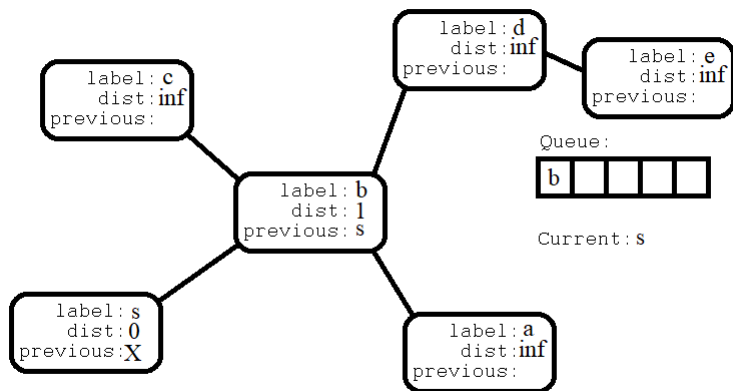 label: d
dist: inf
previous:
label: e
dist: inf
previous:
label: c
dist: inf
previous:
Queue:
b
label: b
dist: 1
previous: s
Current: s
label: s
dist: 0
previous: X
label: a
dist: inf
previous: